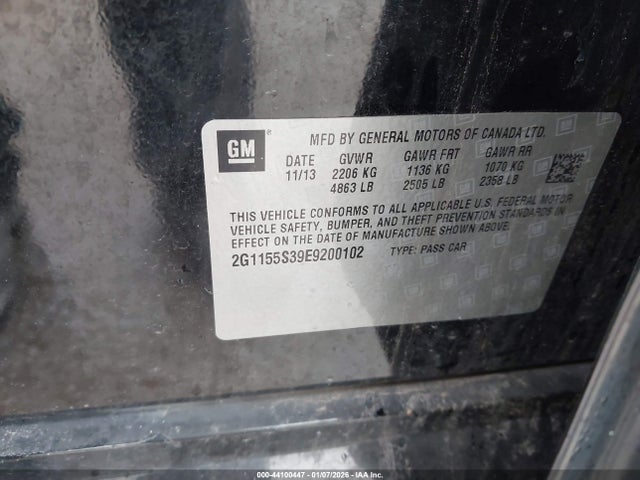 GM® MFD BY GENERAL MOTORS OF CANADA LTD.
DATE GVWR GAWR FRT GAWR RR
11/13 2206 KG 1136 KG 1070 KG
4863 LB 2505 LB 2358 LB
THIS VEHICLE CONFORMS TO ALL APPLICABLE U.S. FEDERAL MOTOR
VEHICLE SAFETY, BUMPER, AND THEFT PREVENTION STANDARDS IN
EFFECT ON THE DATE OF MANUFACTURE SHOWN ABOVE.
2G1155S39E9200102 TYPE: PASS CAR
000-44100447 - 01/07/2026 - IAA Inc.